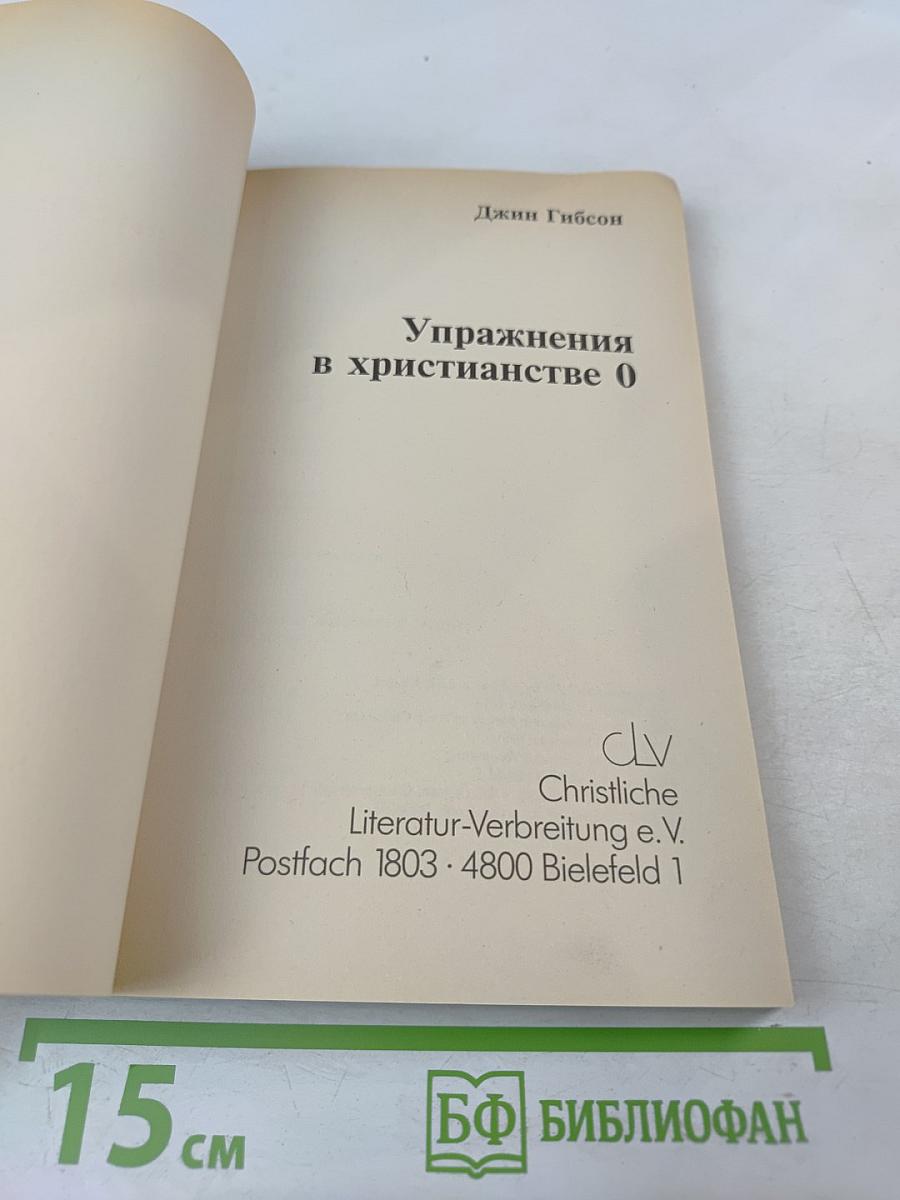 Джин Гибсон
Упражнения
в христианстве 0
CLV
Christliche
Literatur-Verbreitung e.V.
Postfach 1803 · 4800 Bielefeld 1
15 см
БФ БИБЛИОФАН